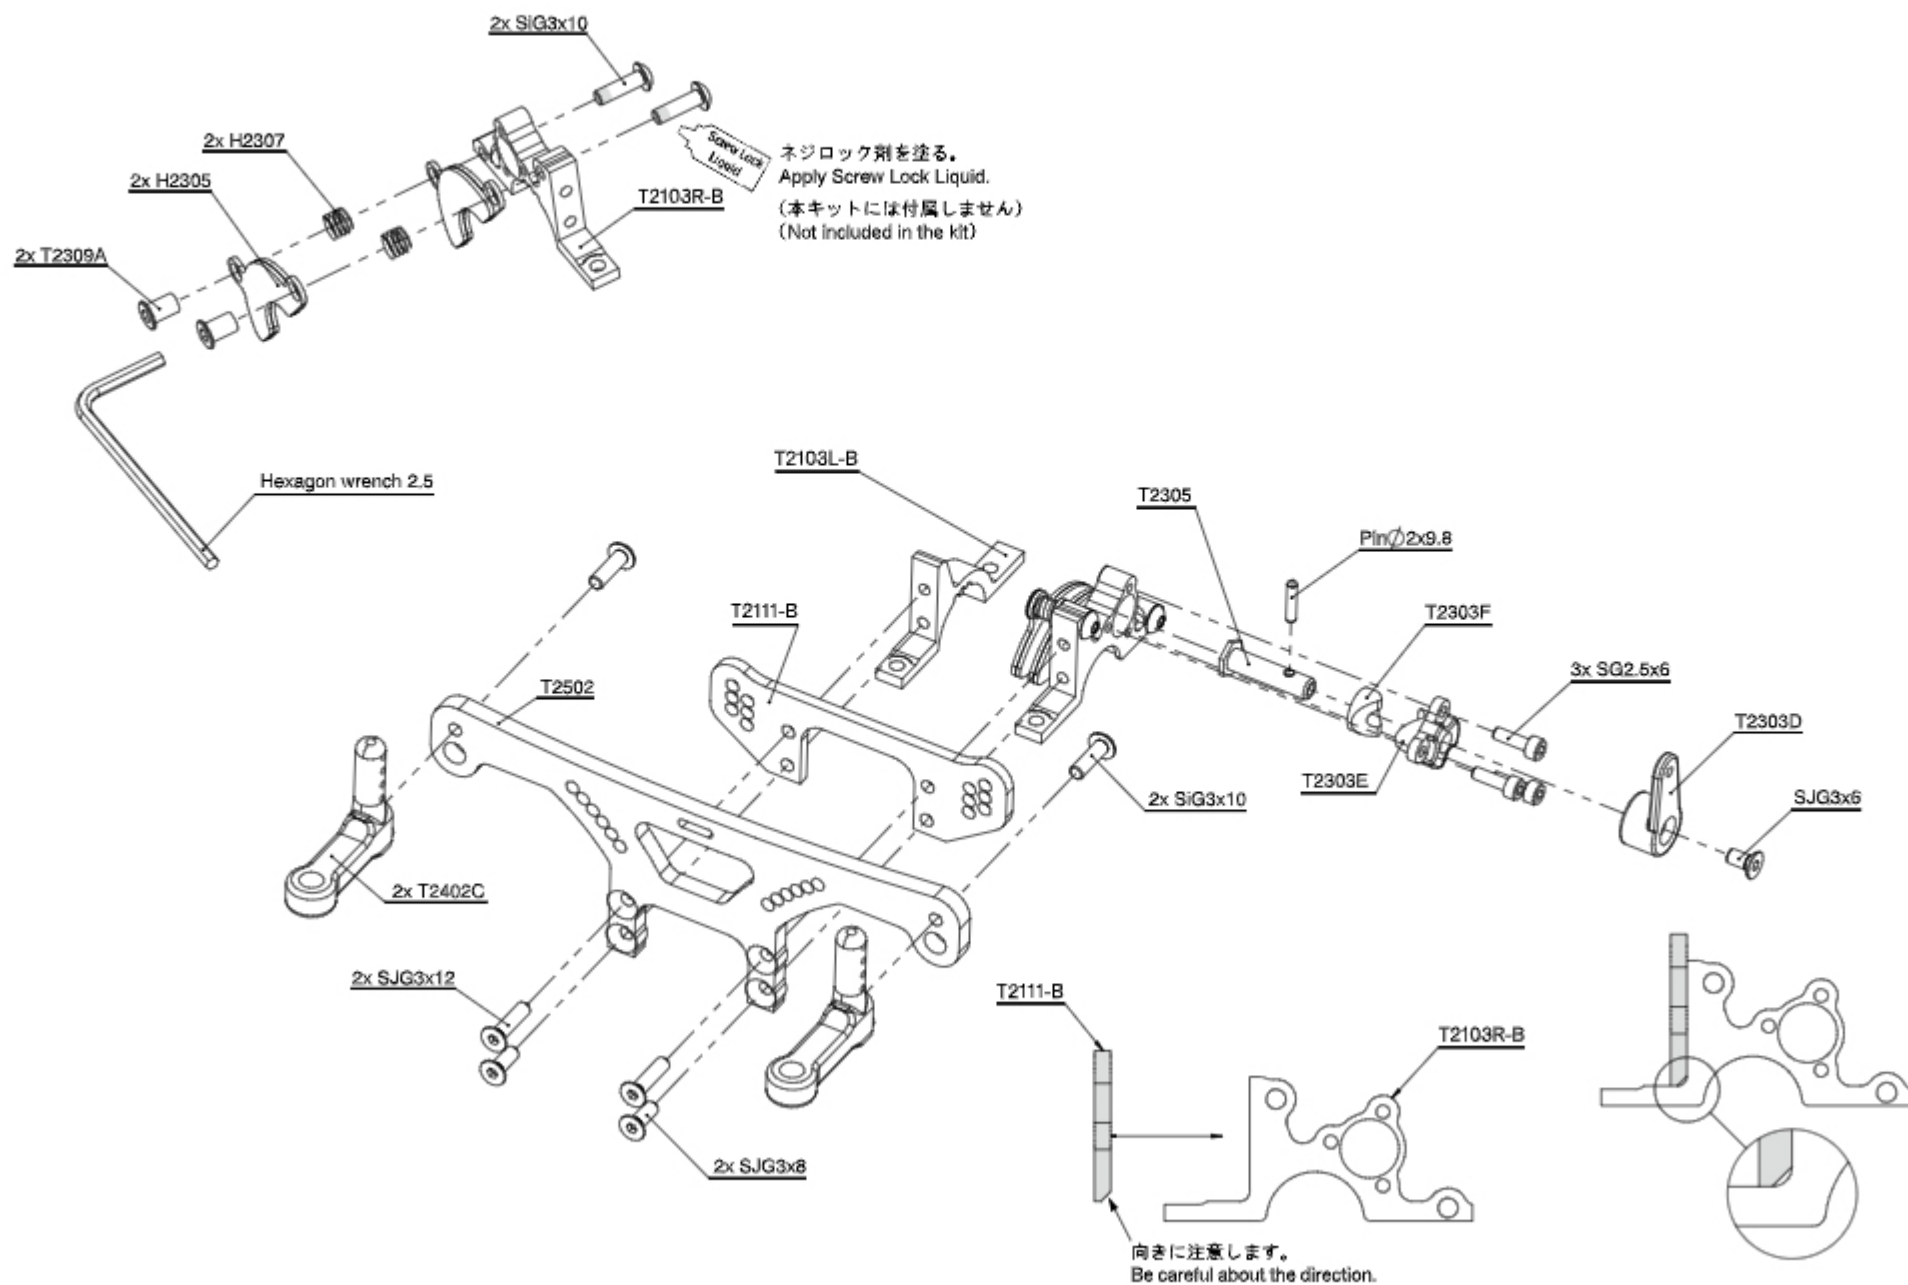 2x SiG3x10
2x H2307
2x H2305
2x T2309A
Screw Lock
Liquid
ネジロック剤を塗る。
Apply Screw Lock Liquid.
(本キットには付属しません)
(Not included in the kit)
T2103R-B
Hexagon wrench 2.5
T2103L-B
T2305
Pin∅2x9.8
T2111-B
T2303F
T2502
3x SG2.5x6
T2303D
T2303E
2x SiG3x10
SJG3x6
2x T2402C
2x SJG3x12
T2111-B
T2103R-B
2x SJG3x8
向きに注意します。
Be careful about the direction.